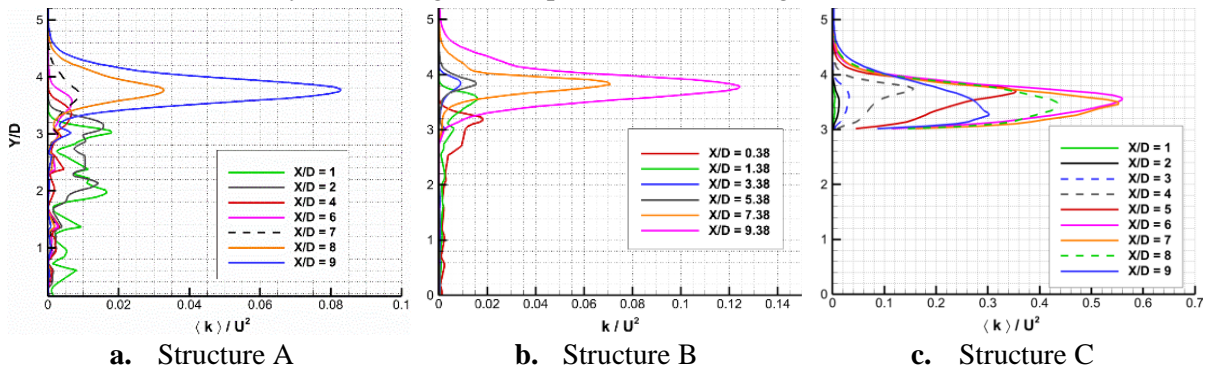 5
4
3
2
1
Y/D
X/D = 1
X/D = 2
X/D = 4
X/D = 6
X/D = 7
X/D = 8
X/D = 9
0 0.02 0.04 0.06 0.08 0.1
⟨ k ⟩ / U²
a. Structure A
5
4
3
2
1
0
X/D = 0.38
X/D = 1.38
X/D = 3.38
X/D = 5.38
X/D = 7.38
X/D = 9.38
0 0.02 0.04 0.06 0.08 0.1 0.12 0.14
k / U²
b. Structure B
5
4
3
2
1
0
X/D = 1
X/D = 2
X/D = 3
X/D = 4
X/D = 5
X/D = 6
X/D = 7
X/D = 8
X/D = 9
0 0.1 0.2 0.3 0.4 0.5 0.6 0.7
⟨ k ⟩ / U²
c. Structure C